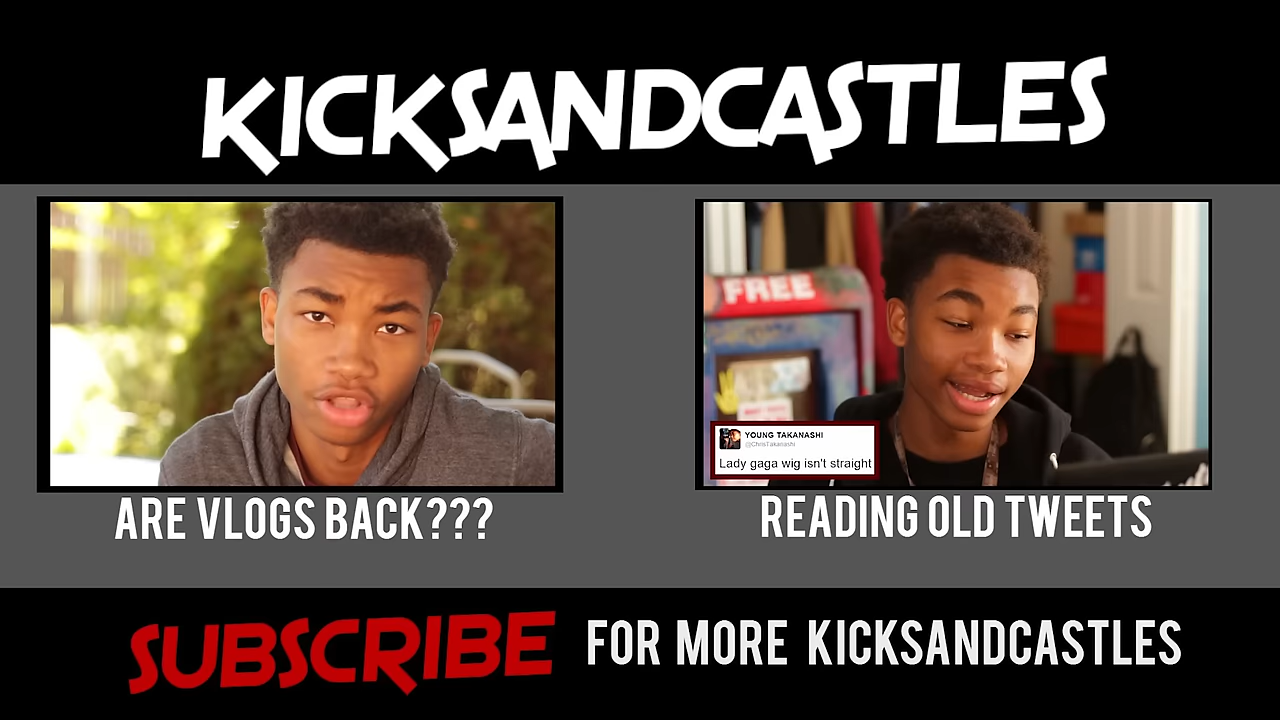 KICKSANDCASTLES
FREE
YOUNG TAKANASHI
@ChrisTakanashi
Lady gaga wig isn't straight
ARE VLOGS BACK???
READING OLD TWEETS
SUBSCRIBE FOR MORE KICKSANDCASTLES